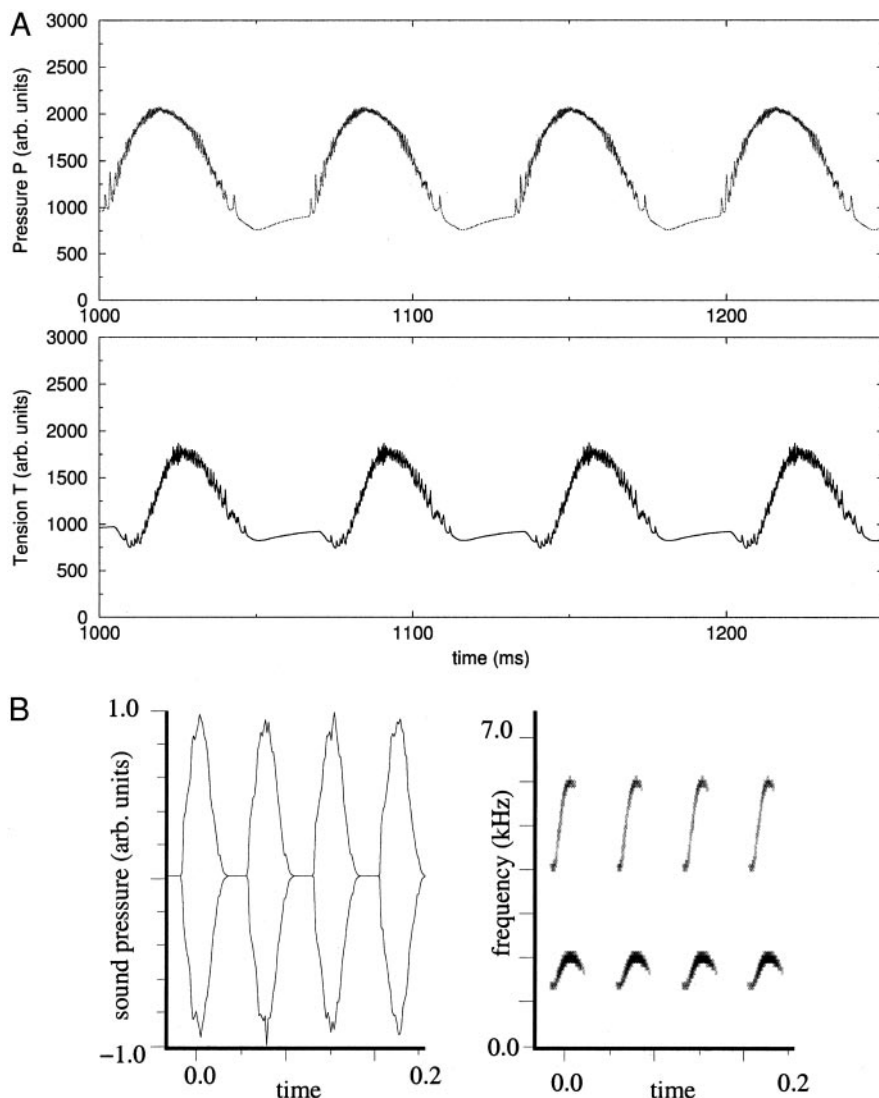 A
3000
2500
2000
1500
1000
500
0
Pressure P (arb. units)
1000 1100 1200
3000
2500
2000
1500
1000
500
0
Tension T (arb. units)
1000 1100 1200
time (ms)
B
1.0
sound pressure (arb. units)
-1.0
0.0 0.2
time
7.0
frequency (kHz)
0.0
0.0 0.2
time